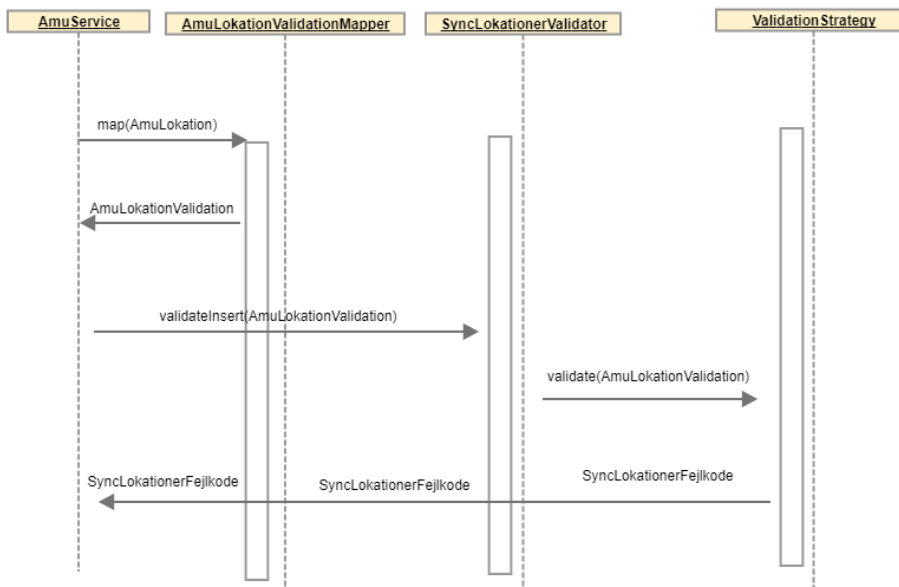 AmuService
AmuLokationValidationMapper
SyncLokationerValidator
ValidationStrategy
map(AmuLokation)
AmuLokationValidation
validateInsert(AmuLokationValidation)
validate(AmuLokationValidation)
SyncLokationerFejlkode
SyncLokationerFejlkode
SyncLokationerFejlkode